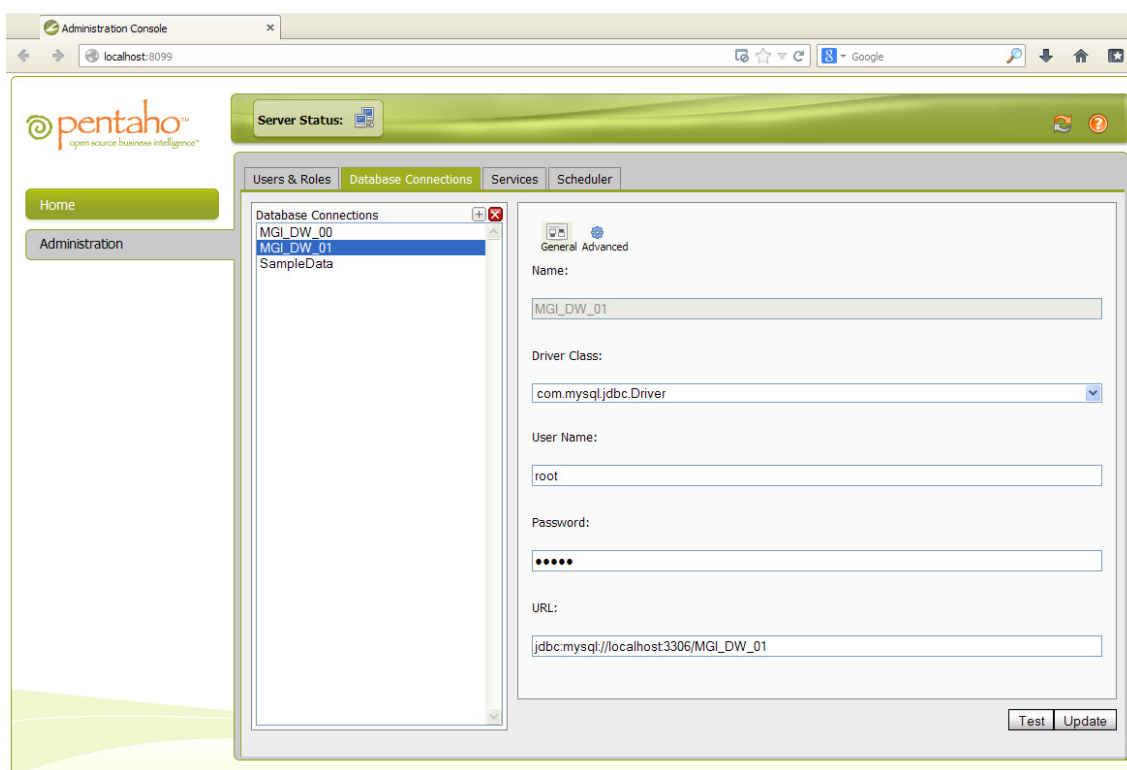 Administration Console
localhost:8099
Google
pentaho™
open source business intelligence™
Server Status:
Home
Administration
Users & Roles
Database Connections
Services
Scheduler
Database Connections
MGI_DW_00
MGI_DW_01
SampleData
General Advanced
Name:
MGI_DW_01
Driver Class:
com.mysql.jdbc.Driver
User Name:
root
Password:
•••••
URL:
jdbc:mysql://localhost:3306/MGI_DW_01
Test
Update